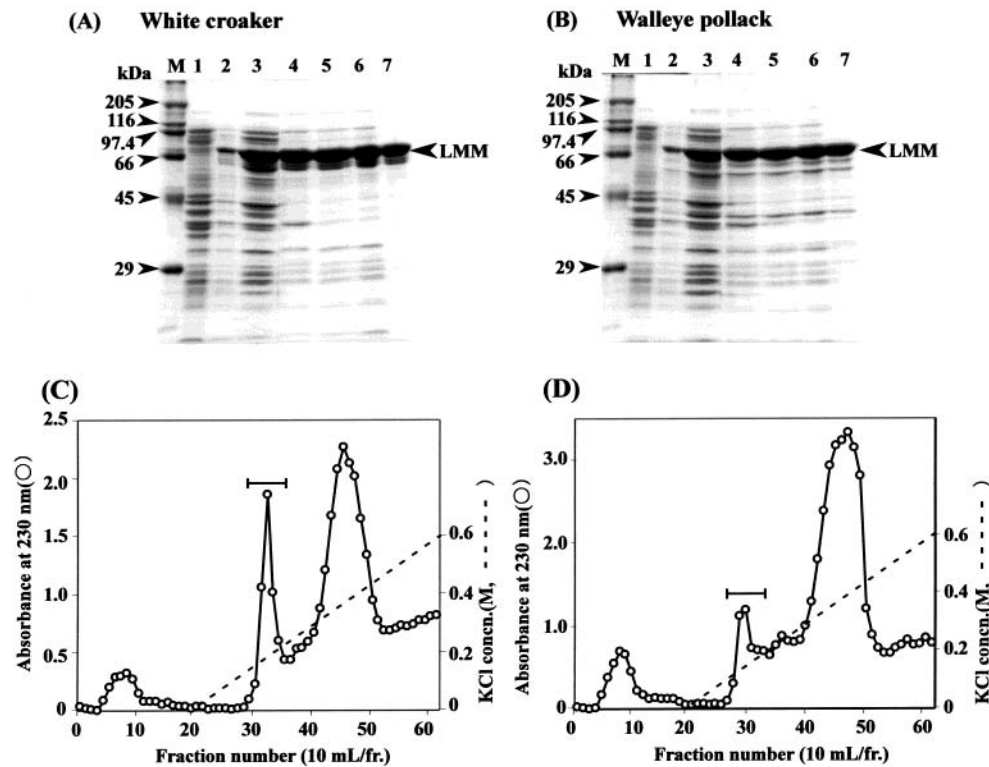 (A) White croaker
kDa M 1 2 3 4 5 6 7
205
116
97.4
66
45
29
LMM
(B) Walleye pollack
kDa M 1 2 3 4 5 6 7
205
116
97.4
66
45
29
LMM
(C)
2.5
2.0
1.5
1.0
0.5
0
Absorbance at 230 nm(○)
0.6
0.4
0.2
0
KCl concn.(M, ----- )
0 10 20 30 40 50 60
Fraction number (10 mL/fr.)
(D)
3.0
2.0
1.0
0
Absorbance at 230 nm(○)
0.6
0.4
0.2
0
KCl concn.(M, ----- )
0 10 20 30 40 50 60
Fraction number (10 mL/fr.)